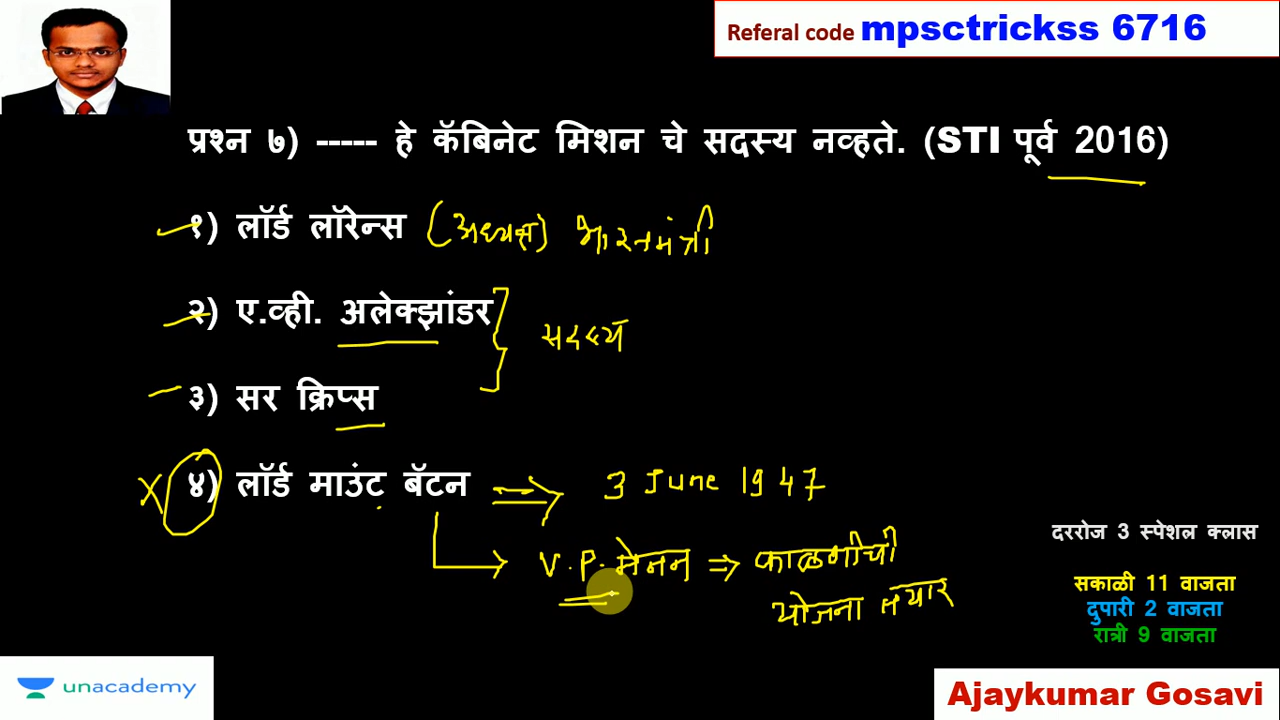 Referal code mpsctrickss 6716
प्रश्न ७) ----- हे कॅबिनेट मिशन चे सदस्य नव्हते. (STI पूर्व 2016)
१) लॉर्ड लॉरेन्स (अध्यक्ष) भारतमंत्री
२) ए.व्ही. अलेक्झांडर
सदस्य
३) सर क्रिप्स
X ४) लॉर्ड माउंट बॅटन ⇒ 3 June 1947
→ V.P. मेनन ⇒ फाळणीची
योजना तयार
दररोज 3 स्पेशल क्लास
सकाळी 11 वाजता
दुपारी 2 वाजता
रात्री 9 वाजता
unacademy
Ajaykumar Gosavi